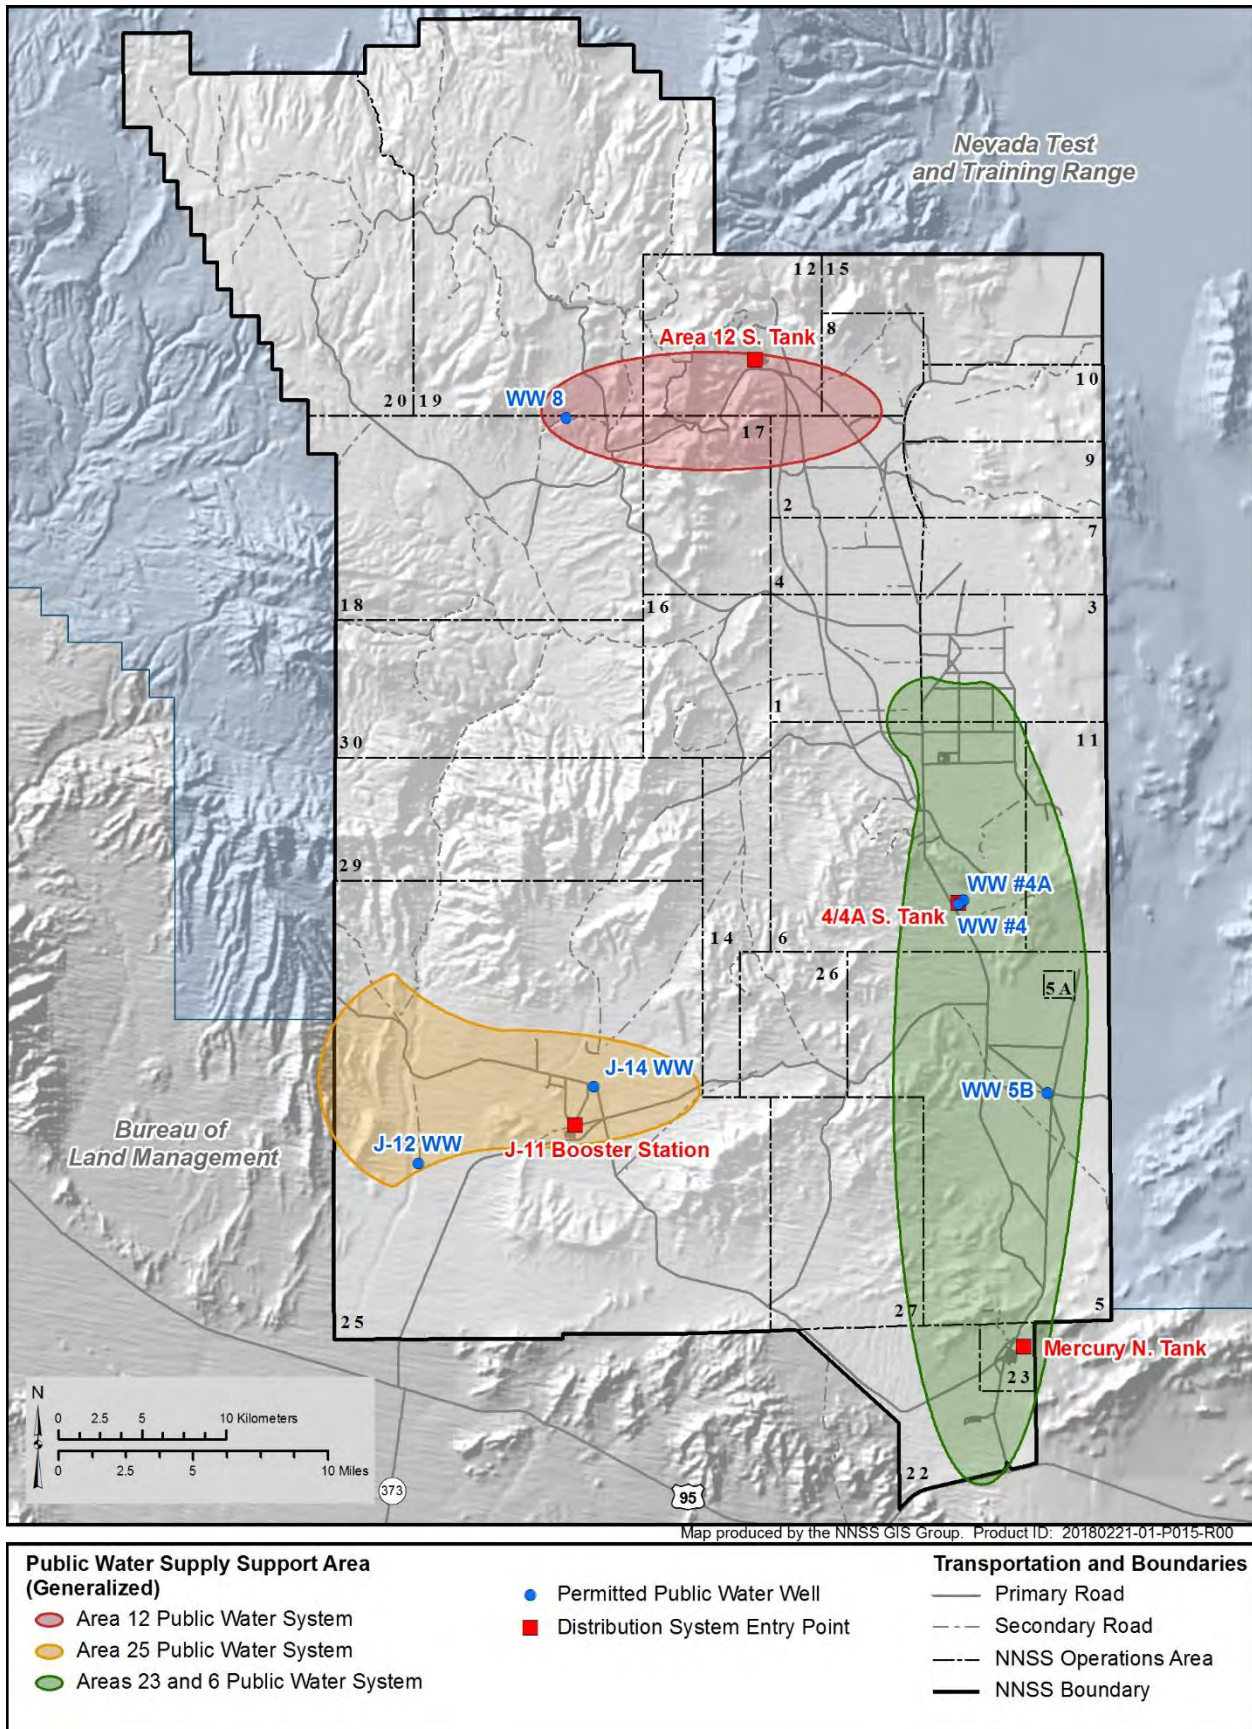 Nevada Test
and Training Range
12 15
8
Area 12 S. Tank
10
20 19
WW 8
17
9
2
7
4
18
16
3
1
30
11
29
WW #4A
4/4A S. Tank
WW #4
14
6
26
5A
J-14 WW
WW 5B
Bureau of
Land Management
J-12 WW
J-11 Booster Station
25
27
5
Mercury N. Tank
23
N
0 2.5 5 10 Kilometers
0 2.5 5 10 Miles
373
95
22
Map produced by the NNSS GIS Group. Product ID: 20180221-01-P015-R00
Public Water Supply Support Area
(Generalized)
Area 12 Public Water System
Area 25 Public Water System
Areas 23 and 6 Public Water System
Permitted Public Water Well
Distribution System Entry Point
Transportation and Boundaries
Primary Road
Secondary Road
NNSS Operations Area
NNSS Boundary